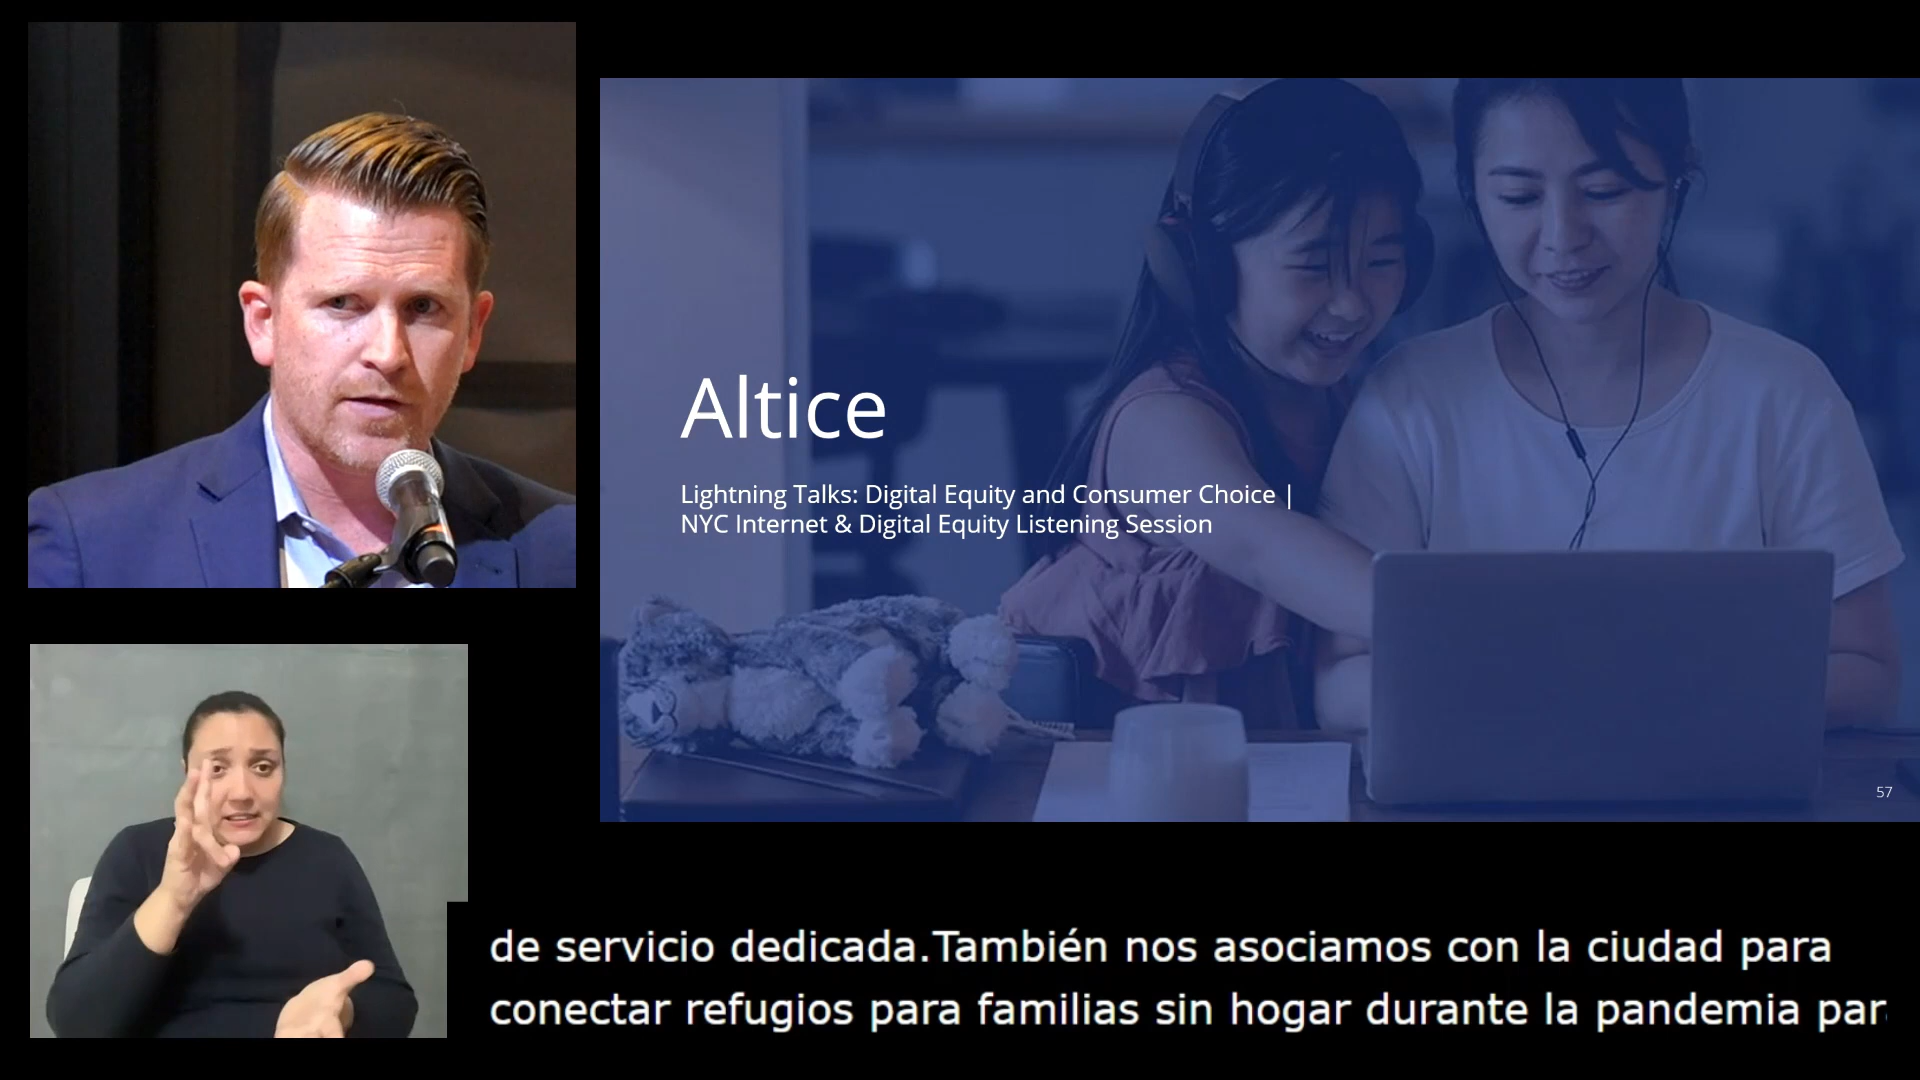 Altice
Lightning Talks: Digital Equity and Consumer Choice |
NYC Internet & Digital Equity Listening Session
57
de servicio dedicada.También nos asociamos con la ciudad para
conectar refugios para familias sin hogar durante la pandemia para